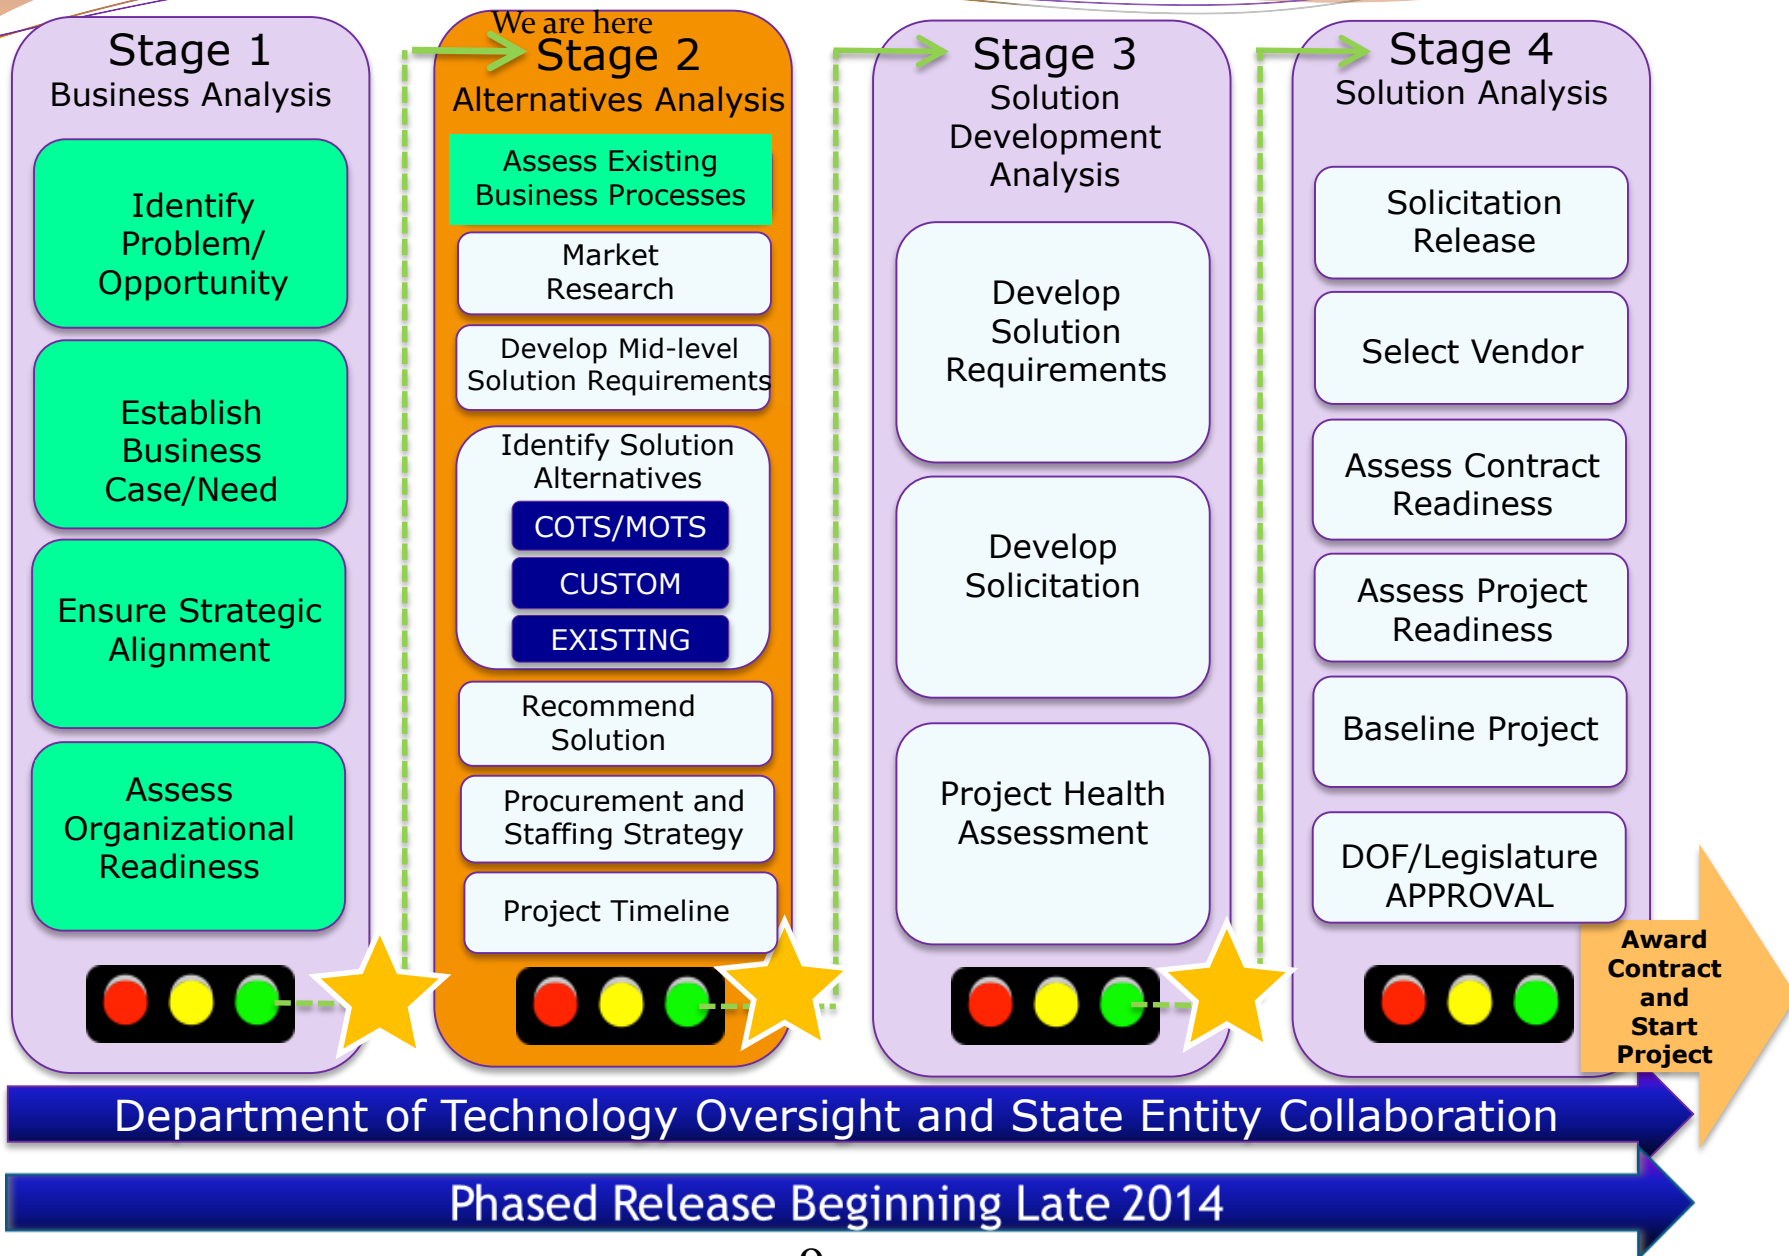 We are here
Stage 1
Business Analysis
Identify
Problem/
Opportunity
Establish
Business
Case/Need
Ensure Strategic
Alignment
Assess
Organizational
Readiness
Stage 2
Alternatives Analysis
Assess Existing
Business Processes
Market
Research
Develop Mid-level
Solution Requirements
Identify Solution
Alternatives
COTS/MOTS
CUSTOM
EXISTING
Recommend
Solution
Procurement and
Staffing Strategy
Project Timeline
Stage 3
Solution
Development
Analysis
Develop
Solution
Requirements
Develop
Solicitation
Project Health
Assessment
Stage 4
Solution Analysis
Solicitation
Release
Select Vendor
Assess Contract
Readiness
Assess Project
Readiness
Baseline Project
DOF/Legislature
APPROVAL
Award
Contract
and
Start
Project
Department of Technology Oversight and State Entity Collaboration
Phased Release Beginning Late 2014